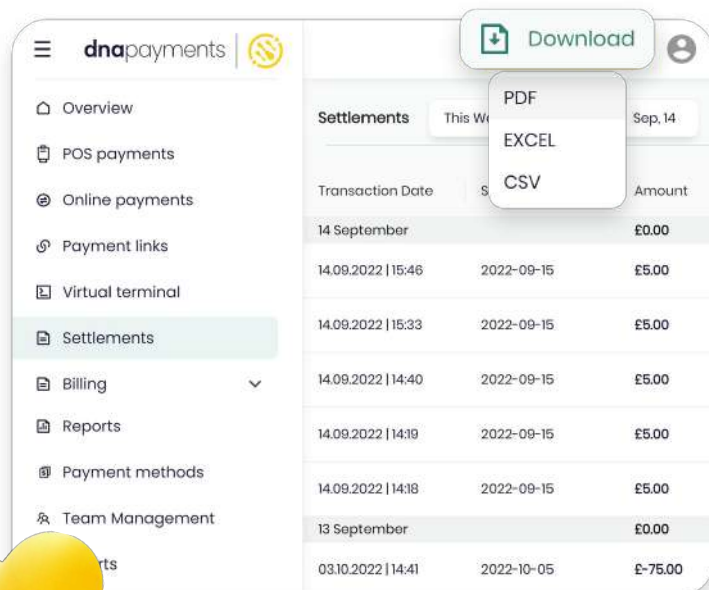 dnapayments
Download
PDF
EXCEL
CSV
Overview
POS payments
Online payments
Payment links
Virtual terminal
Settlements
Billing
Reports
Payment methods
Team Management
Settlements
Sep, 14
Transaction Date
Amount
14 September £0.00
14.09.2022 | 15:46 2022-09-15 £5.00
14.09.2022 | 15:33 2022-09-15 £5.00
14.09.2022 | 14:40 2022-09-15 £5.00
14.09.2022 | 14:19 2022-09-15 £5.00
14.09.2022 | 14:18 2022-09-15 £5.00
13 September £0.00
03.10.2022 | 14:41 2022-10-05 £-75.00